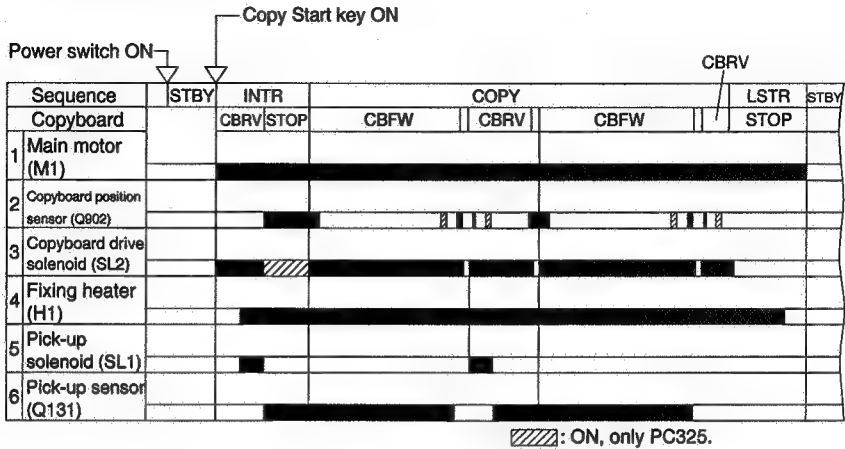 Copy Start key ON
Power switch ON
CBRV
Sequence STBY INTR COPY LSTR STBY
Copyboard CBRV STOP CBFW CBRV CBFW STOP
1 Main motor
(M1)
2 Copyboard position
sensor (Q902)
3 Copyboard drive
solenoid (SL2)
4 Fixing heater
(H1)
5 Pick-up
solenoid (SL1)
6 Pick-up sensor
(Q131)
: ON, only PC325.